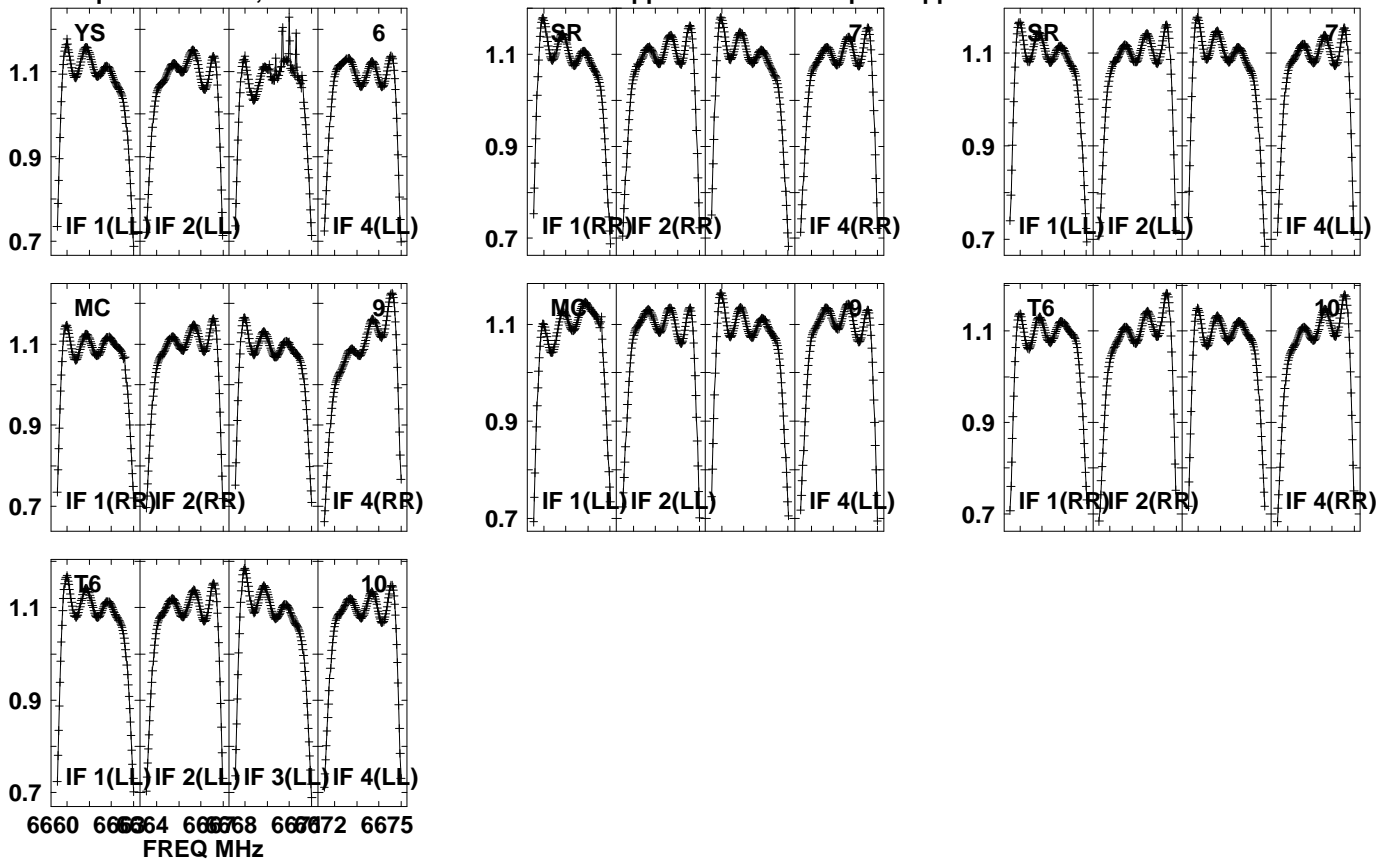 YS 6
1.1
0.9
0.7
IF 1(LL) IF 2(LL) IF 4(LL)
SR 7
1.1
0.9
0.7
IF 1(RR) IF 2(RR) IF 4(RR)
SR 7
1.1
0.9
0.7
IF 1(LL) IF 2(LL) IF 4(LL)
MC 9
1.1
0.9
0.7
IF 1(RR) IF 2(RR) IF 4(RR)
MC 9
1.1
0.9
0.7
IF 1(LL) IF 2(LL) IF 4(LL)
T6 10
1.1
0.9
0.7
IF 1(RR) IF 2(RR) IF 4(RR)
T6 10
1.1
0.9
0.7
IF 1(LL) IF 2(LL) IF 3(LL) IF 4(LL)
6660 6663 6664 6667 6668 6671 6672 6675
FREQ MHz